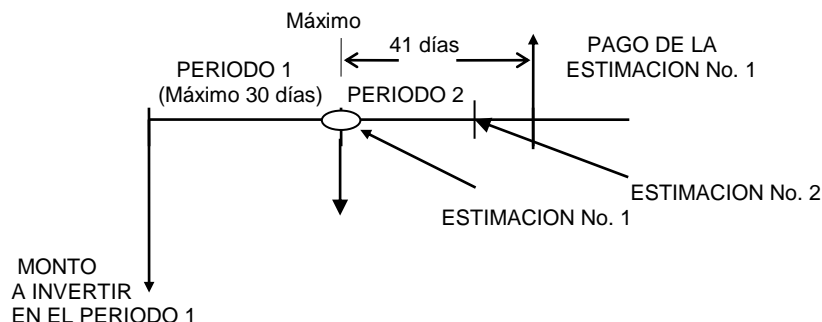 Máximo
41 días
PAGO DE LA
ESTIMACION No. 1
PERIODO 1
(Máximo 30 días)
PERIODO 2
ESTIMACION No. 2
ESTIMACION No. 1
MONTO
A INVERTIR
EN EL PERIODO 1